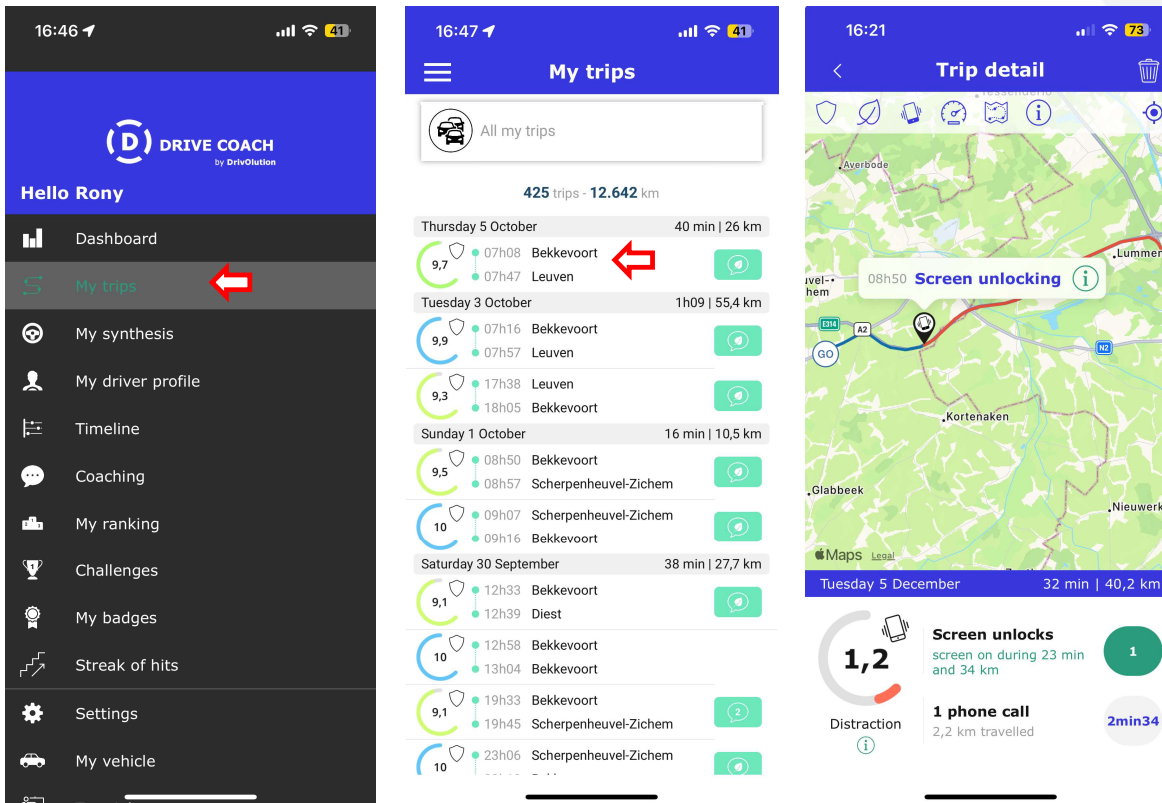 16:46
41
DRIVE COACH
by DrivOlution
Hello Rony
Dashboard
My trips
My synthesis
My driver profile
Timeline
Coaching
My ranking
Challenges
My badges
Streak of hits
Settings
My vehicle
16:47
41
My trips
All my trips
425 trips - 12.642 km
Thursday 5 October 40 min | 26 km
9,7 07h08 Bekkevoort
07h47 Leuven
Tuesday 3 October 1h09 | 55,4 km
9,9 07h16 Bekkevoort
07h57 Leuven
9,3 17h38 Leuven
18h05 Bekkevoort
Sunday 1 October 16 min | 10,5 km
9,5 08h50 Bekkevoort
08h57 Scherpenheuvel-Zichem
10 09h07 Scherpenheuvel-Zichem
09h16 Bekkevoort
Saturday 30 September 38 min | 27,7 km
9,1 12h33 Bekkevoort
12h39 Diest
10 12h58 Bekkevoort
13h04 Bekkevoort
9,1 19h33 Bekkevoort 2
19h45 Scherpenheuvel-Zichem
10 23h06 Scherpenheuvel-Zichem
16:21
73
Trip detail
Averbode
Lummen
08h50 Screen unlocking i
hem
E314
A2
GO
N2
Kortenaken
Glabbeek
Nieuwerk
Maps Legal
Tuesday 5 December 32 min | 40,2 km
1,2
Distraction
i
Screen unlocks
screen on during 23 min
and 34 km
1
1 phone call
2,2 km travelled
2min34